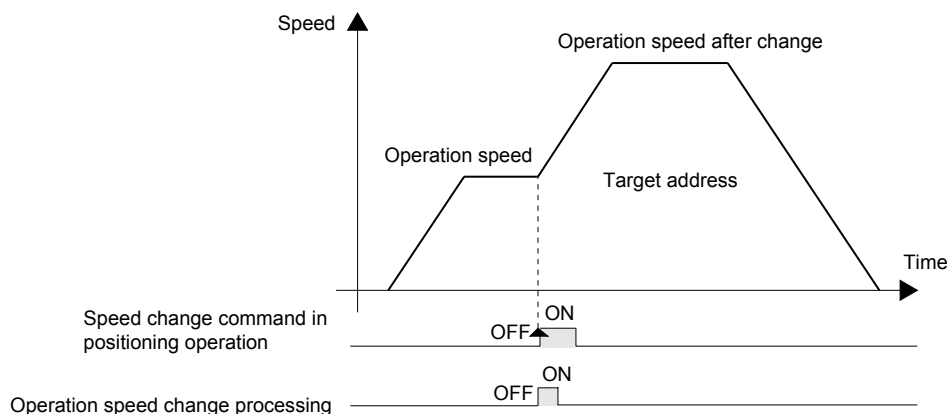 Speed
Operation speed after change
Operation speed
Target address
Time
Speed change command in
positioning operation
OFF
ON
Operation speed change processing
OFF
ON